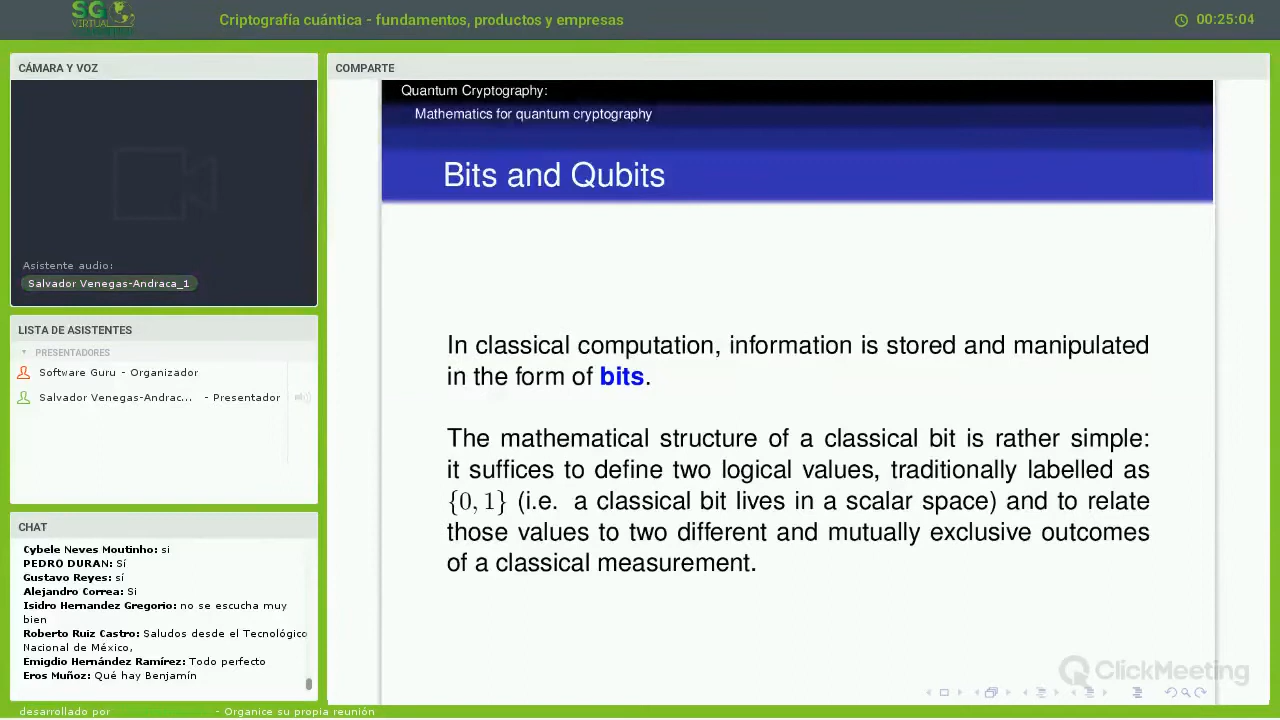 SG
VIRTUAL
Criptografía cuántica - fundamentos, productos y empresas
00:25:04
CÁMARA Y VOZ
Asistente audio:
Salvador Venegas-Andraca_1
LISTA DE ASISTENTES
PRESENTADORES
Software Guru - Organizador
Salvador Venegas-Andrac... - Presentador
CHAT
Cybele Neves Moutinho: si
PEDRO DURAN: Sí
Gustavo Reyes: sí
Alejandro Correa: Si
Isidro Hernandez Gregorio: no se escucha muy
bien
Roberto Ruiz Castro: Saludos desde el Tecnológico
Nacional de México,
Emigdio Hernández Ramírez: Todo perfecto
Eros Muñoz: Qué hay Benjamín
desarrollado por - Organice su propia reunión
COMPARTE
Quantum Cryptography:
Mathematics for quantum cryptography
Bits and Qubits
In classical computation, information is stored and manipulated
in the form of bits.
The mathematical structure of a classical bit is rather simple:
it suffices to define two logical values, traditionally labelled as
{0, 1} (i.e. a classical bit lives in a scalar space) and to relate
those values to two different and mutually exclusive outcomes
of a classical measurement.
ClickMeeting